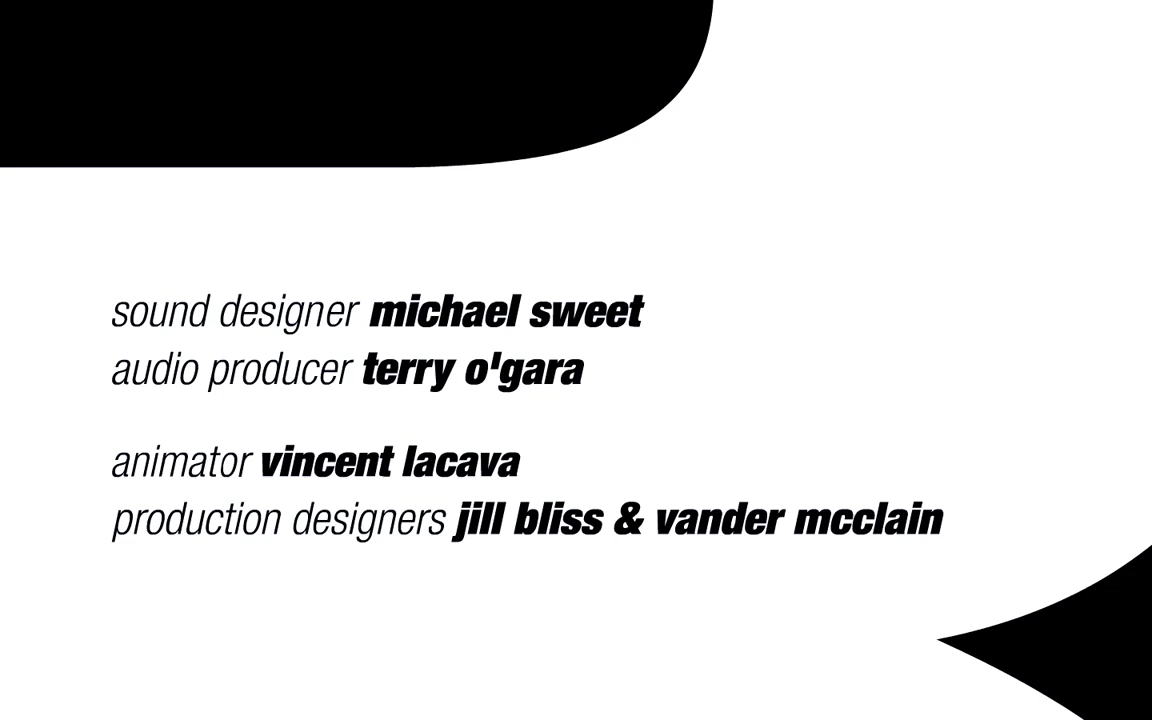 sound designer michael sweet
audio producer terry o'gara
animator vincent lacava
production designers jill bliss & vander mcclain